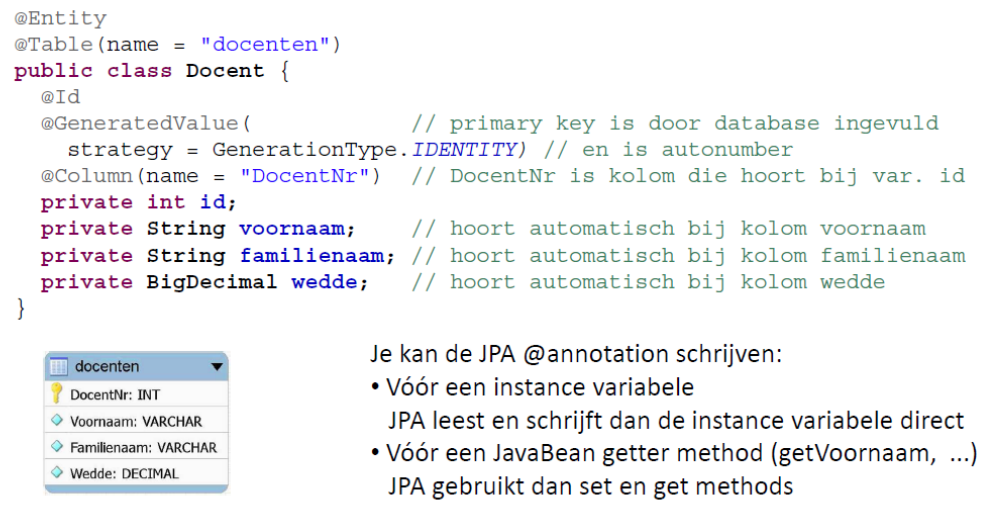 @Entity
@Table(name = "docenten")
public class Docent {
@Id
@GeneratedValue( // primary key is door database ingevuld
strategy = GenerationType.IDENTITY) // en is autonumber
@Column(name = "DocentNr") // DocentNr is kolom die hoort bij var. id
private int id;
private String voornaam; // hoort automatisch bij kolom voornaam
private String familienaam; // hoort automatisch bij kolom familienaam
private BigDecimal wedde; // hoort automatisch bij kolom wedde
}
docenten
DocentNr: INT
Voornaam: VARCHAR
Familienaam: VARCHAR
Wedde: DECIMAL
Je kan de JPA @annotation schrijven:
• Vóór een instance variabele
JPA leest en schrijft dan de instance variabele direct
• Vóór een JavaBean getter method (getVoornaam, ...)
JPA gebruikt dan set en get methods